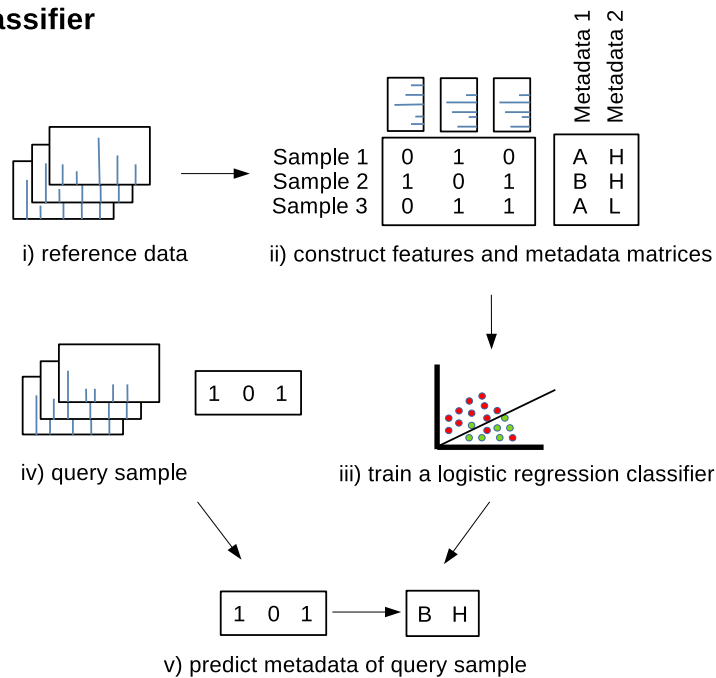 assifier
Metadata 1
Metadata 2
Sample 1 0 1 0 A H
Sample 2 1 0 1 B H
Sample 3 0 1 1 A L
i) reference data
ii) construct features and metadata matrices
1 0 1
iv) query sample
iii) train a logistic regression classifier
1 0 1 B H
v) predict metadata of query sample